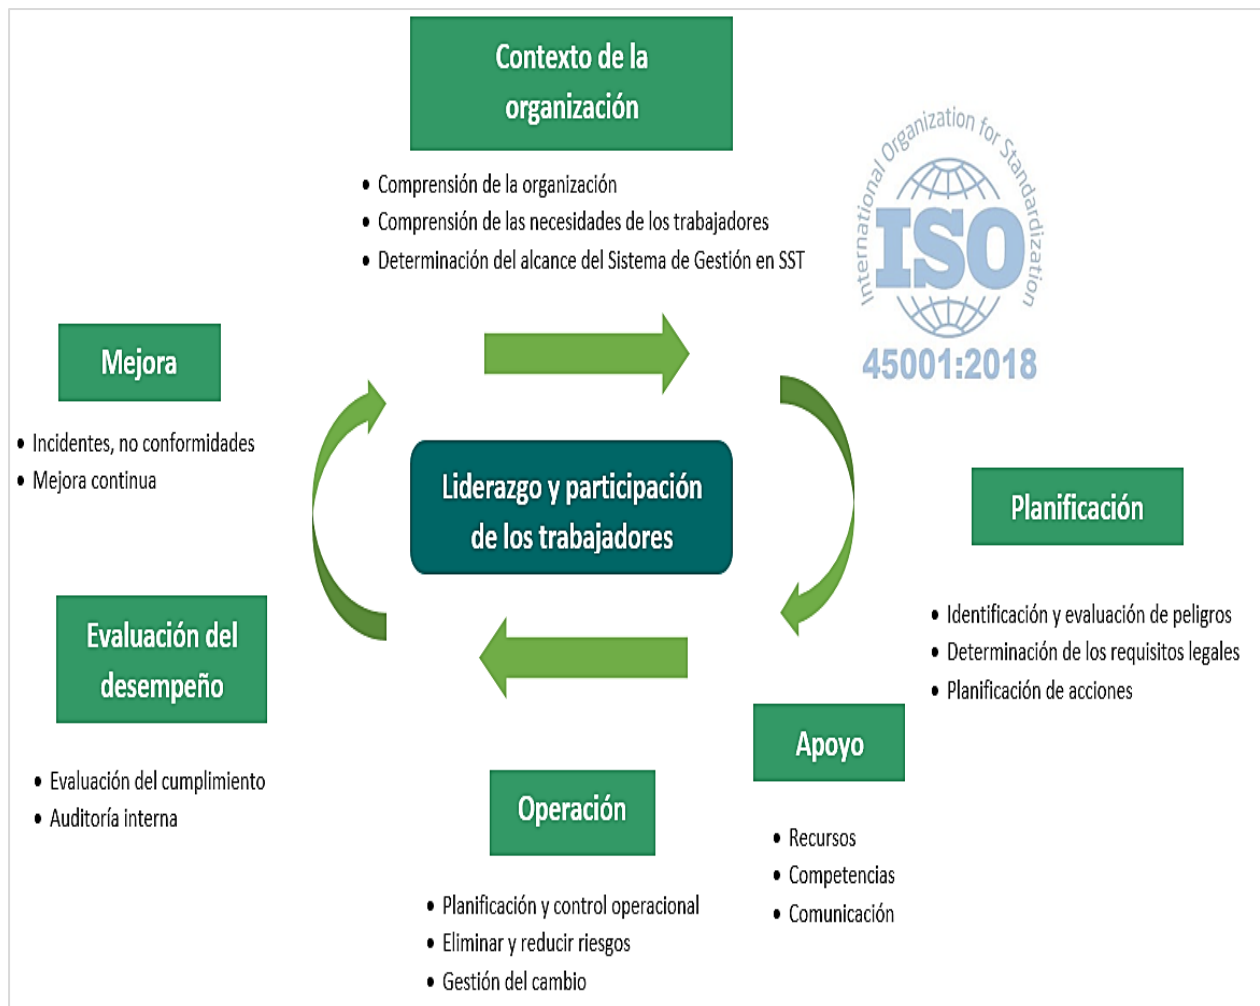 Contexto de la
organización
• Comprensión de la organización
• Comprensión de las necesidades de los trabajadores
• Determinación del alcance del Sistema de Gestión en SST
International Organization for Standardization
ISO
45001:2018
Mejora
• Incidentes, no conformidades
• Mejora continua
Liderazgo y participación
de los trabajadores
Planificación
• Identificación y evaluación de peligros
• Determinación de los requisitos legales
• Planificación de acciones
Evaluación del
desempeño
• Evaluación del cumplimiento
• Auditoría interna
Apoyo
• Recursos
• Competencias
• Comunicación
Operación
• Planificación y control operacional
• Eliminar y reducir riesgos
• Gestión del cambio